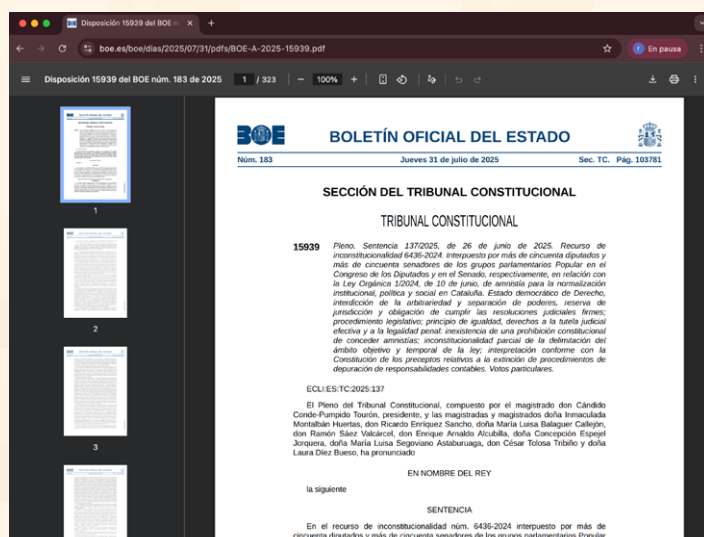 Disposición 15939 del BOE n
boe.es/boe/dias/2025/07/31/pdfs/BOE-A-2025-15939.pdf
En pausa
Disposición 15939 del BOE núm. 183 de 2025
1 / 323
100%
1
2
3
BOE
BOLETÍN OFICIAL DEL ESTADO
Núm. 183
Jueves 31 de julio de 2025
Sec. TC. Pág. 103781
SECCIÓN DEL TRIBUNAL CONSTITUCIONAL
TRIBUNAL CONSTITUCIONAL
15939 Pleno. Sentencia 137/2025, de 26 de junio de 2025. Recurso de
inconstitucionalidad 6436-2024. Interpuesto por más de cincuenta diputados y
más de cincuenta senadores de los grupos parlamentarios Popular en el
Congreso de los Diputados y en el Senado, respectivamente, en relación con
la Ley Orgánica 1/2024, de 10 de junio, de amnistía para la normalización
institucional, política y social en Cataluña. Estado democrático de Derecho,
interdicción de la arbitrariedad y separación de poderes, reserva de
jurisdicción y obligación de cumplir las resoluciones judiciales firmes;
procedimiento legislativo; principio de igualdad, derechos a la tutela judicial
efectiva y a la legalidad penal: inexistencia de una prohibición constitucional
de conceder amnistías; inconstitucionalidad parcial de la delimitación del
ámbito objetivo y temporal de la ley; interpretación conforme con la
Constitución de los preceptos relativos a la extinción de procedimientos de
depuración de responsabilidades contables. Votos particulares.
ECLI:ES:TC:2025:137
El Pleno del Tribunal Constitucional, compuesto por el magistrado don Cándido
Conde-Pumpido Tourón, presidente, y las magistradas y magistrados doña Inmaculada
Montalbán Huertas, don Ricardo Enríquez Sancho, doña María Luisa Balaguer Callejón,
don Ramón Sáez Valcárcel, don Enrique Arnaldo Alcubilla, doña Concepción Espejel
Jorquera, doña María Luisa Segoviano Astaburuaga, don César Tolosa Tribiño y doña
Laura Díez Bueso, ha pronunciado
EN NOMBRE DEL REY
la siguiente
SENTENCIA
En el recurso de inconstitucionalidad núm. 6436-2024 interpuesto por más de
cincuenta diputados y más de cincuenta senadores de los grupos parlamentarios Popular